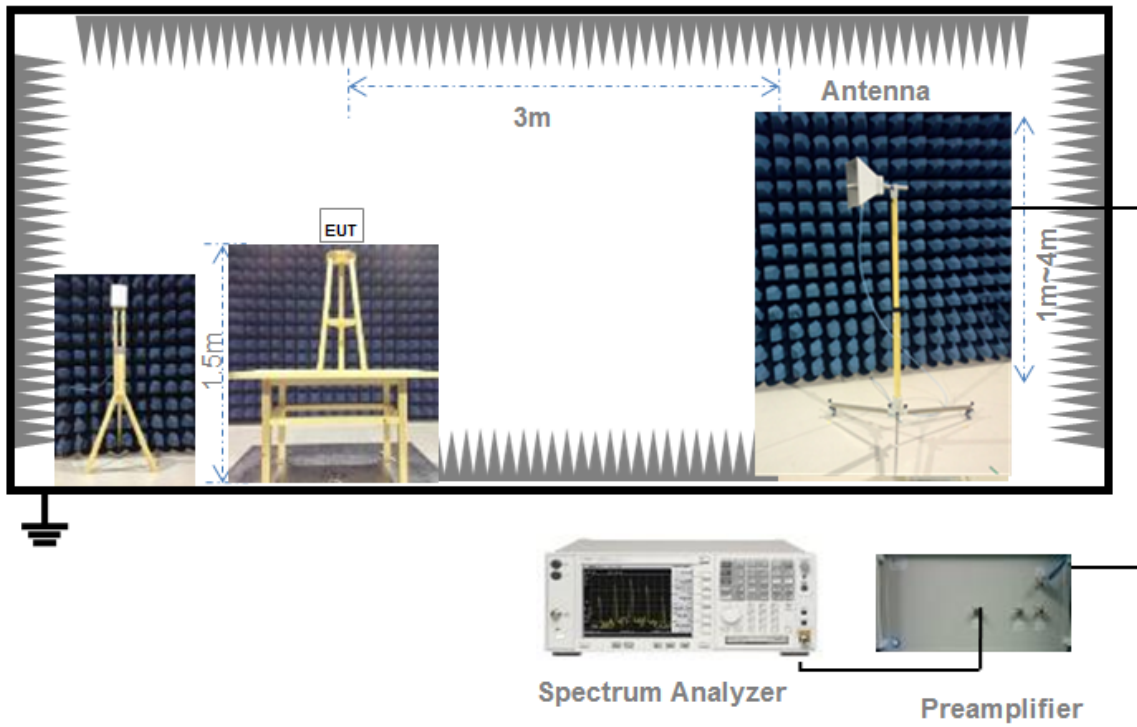 Antenna
3m
EUT
1.5m
1m~4m
Spectrum Analyzer
Preamplifier